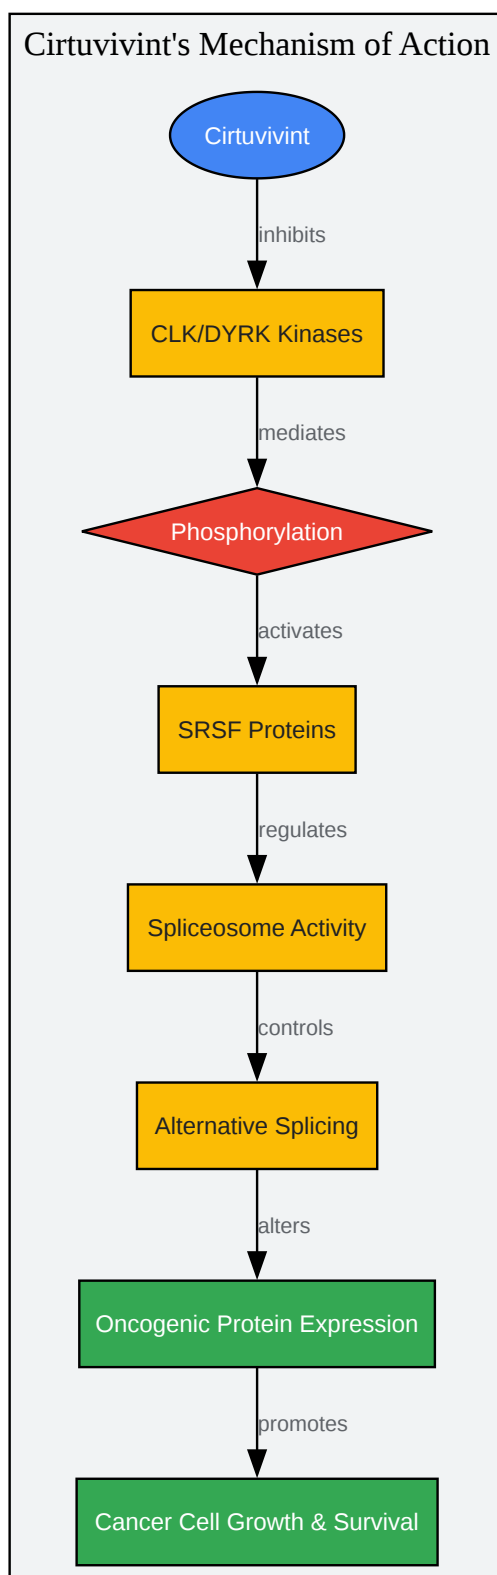 Cirtuvivint's Mechanism of Action
Cirtuvivint
inhibits
CLK/DYRK Kinases
mediates
Phosphorylation
activates
SRSF Proteins
regulates
Spliceosome Activity
controls
Alternative Splicing
alters
Oncogenic Protein Expression
promotes
Cancer Cell Growth & Survival